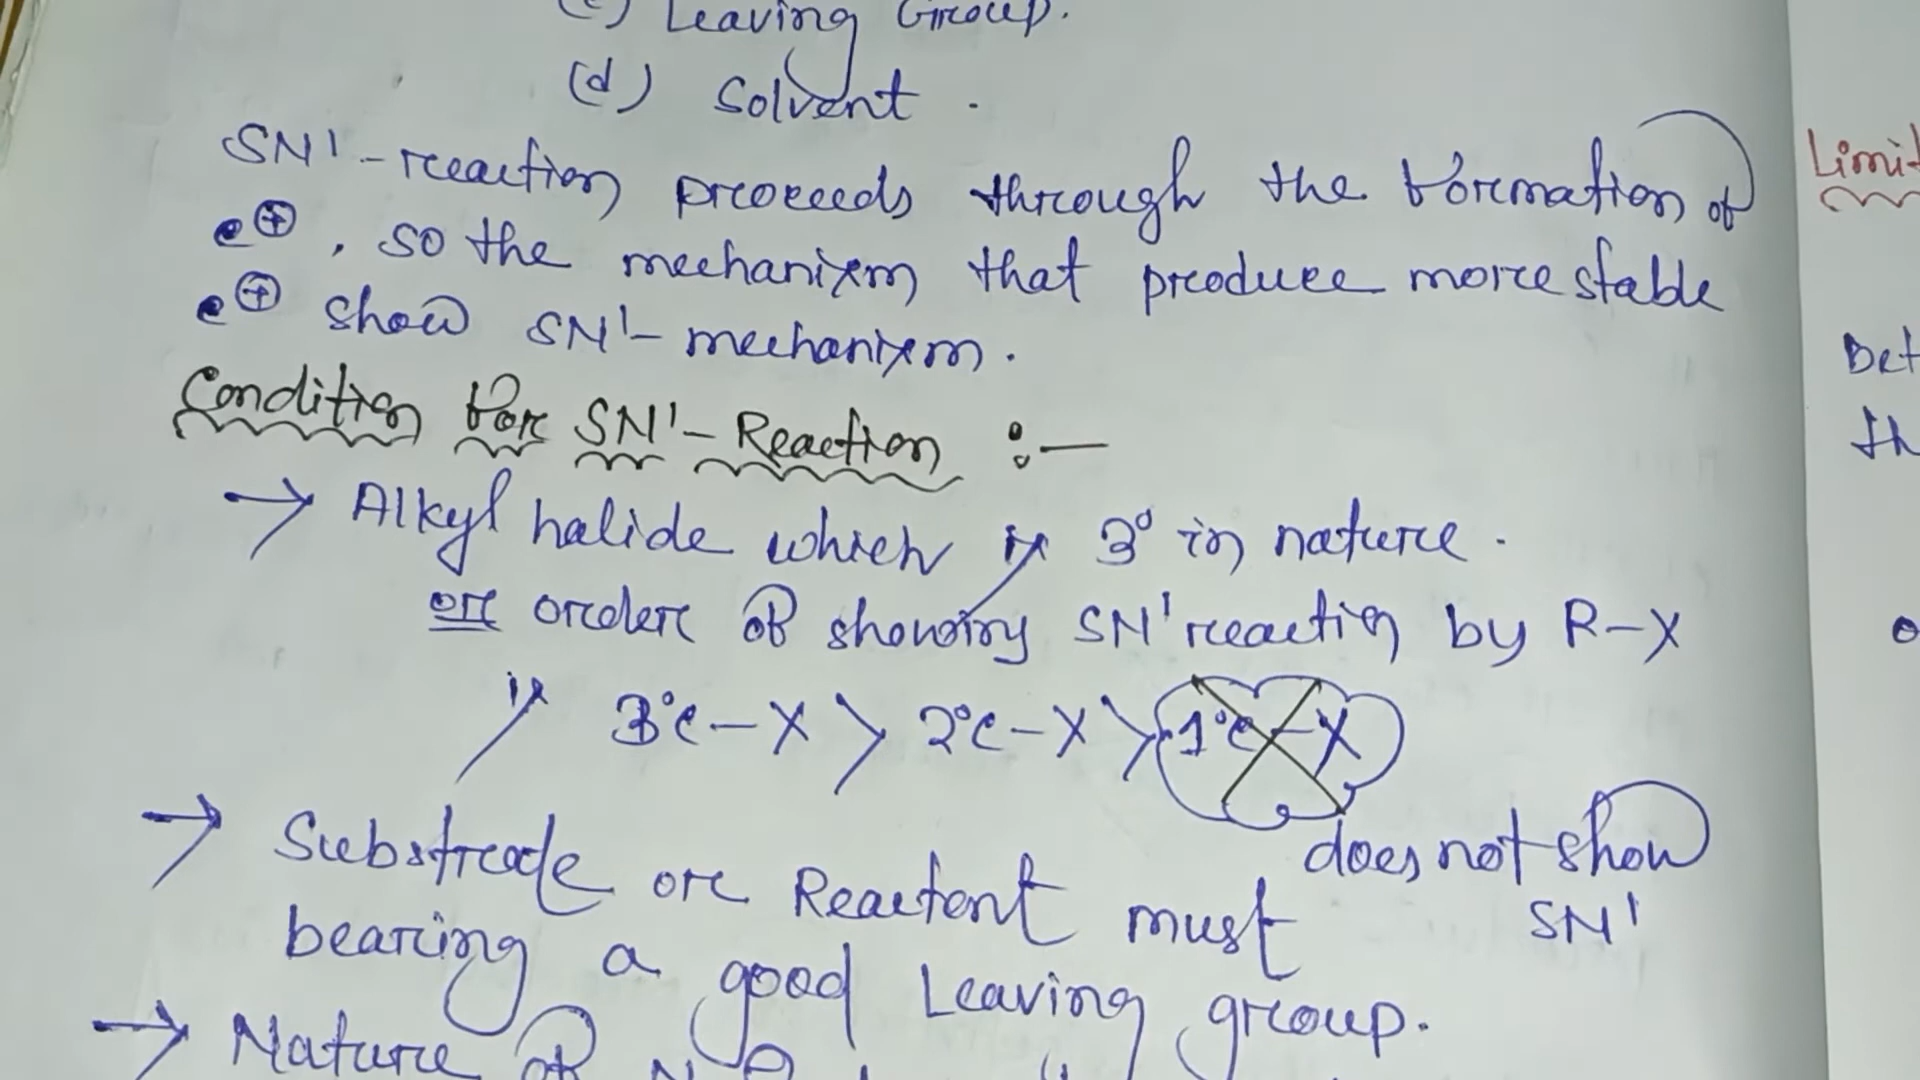 (c) Leaving Group.
(d) Solvent.
SN1-reaction proceeds through the formation of
C⊕, so the mechanism that produce more stable
C⊕ show SN1-mechanism.
Condition for SN1-Reaction :-
→ Alkyl halide which is 3° in nature.
or order of showing SN1 reaction by R-X
is 3°C-X > 2°C-X > 1°C-X
does not show
SN1
→ Substrate or Reactent must
bearing a good Leaving group.
→ Nature of
Limit
Det
th